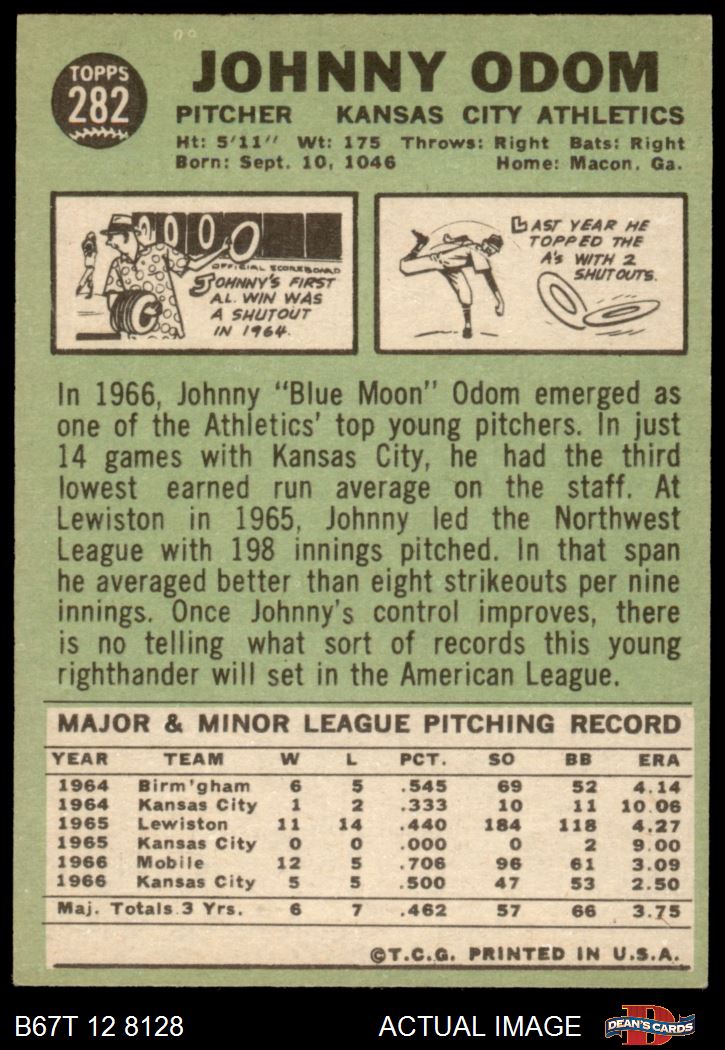 TOPPS
282
JOHNNY ODOM
PITCHER KANSAS CITY ATHLETICS
Ht: 5'11" Wt: 175 Throws: Right Bats: Right
Born: Sept. 10, 1046 Home: Macon, Ga.
0 0 0 0
OFFICIAL SCOREBOARD
JOHNNY'S FIRST
A.L. WIN WAS
A SHUTOUT
IN 1964.
LAST YEAR HE
TOPPED THE
A'S WITH 2
SHUTOUTS.
In 1966, Johnny "Blue Moon" Odom emerged as
one of the Athletics' top young pitchers. In just
14 games with Kansas City, he had the third
lowest earned run average on the staff. At
Lewiston in 1965, Johnny led the Northwest
League with 198 innings pitched. In that span
he averaged better than eight strikeouts per nine
innings. Once Johnny's control improves, there
is no telling what sort of records this young
righthander will set in the American League.
MAJOR & MINOR LEAGUE PITCHING RECORD
YEAR TEAM W L PCT. SO BB ERA
1964 Birm'gham 6 5 .545 69 52 4.14
1964 Kansas City 1 2 .333 10 11 10.06
1965 Lewiston 11 14 .440 184 118 4.27
1965 Kansas City 0 0 .000 0 2 9.00
1966 Mobile 12 5 .706 96 61 3.09
1966 Kansas City 5 5 .500 47 53 2.50
Maj. Totals 3 Yrs. 6 7 .462 57 66 3.75
©T.C.G. PRINTED IN U.S.A.
B67T 12 8128 ACTUAL IMAGE
D
DEAN'S CARDS